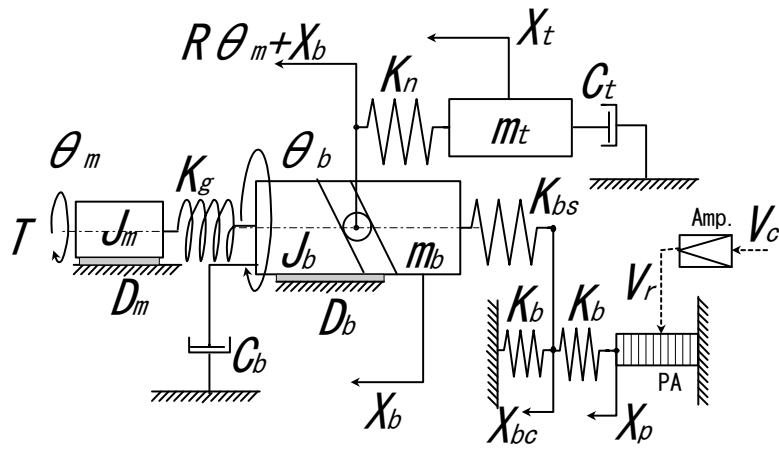 Rθm+Xb
Xt
Kn
Ct
mt
θm
Kg
θb
Kbs
Amp.
Vc
T
Jm
Jb
mb
Vr
Dm
Db
Kb
Kb
Cb
PA
Xb
Xbc
Xp